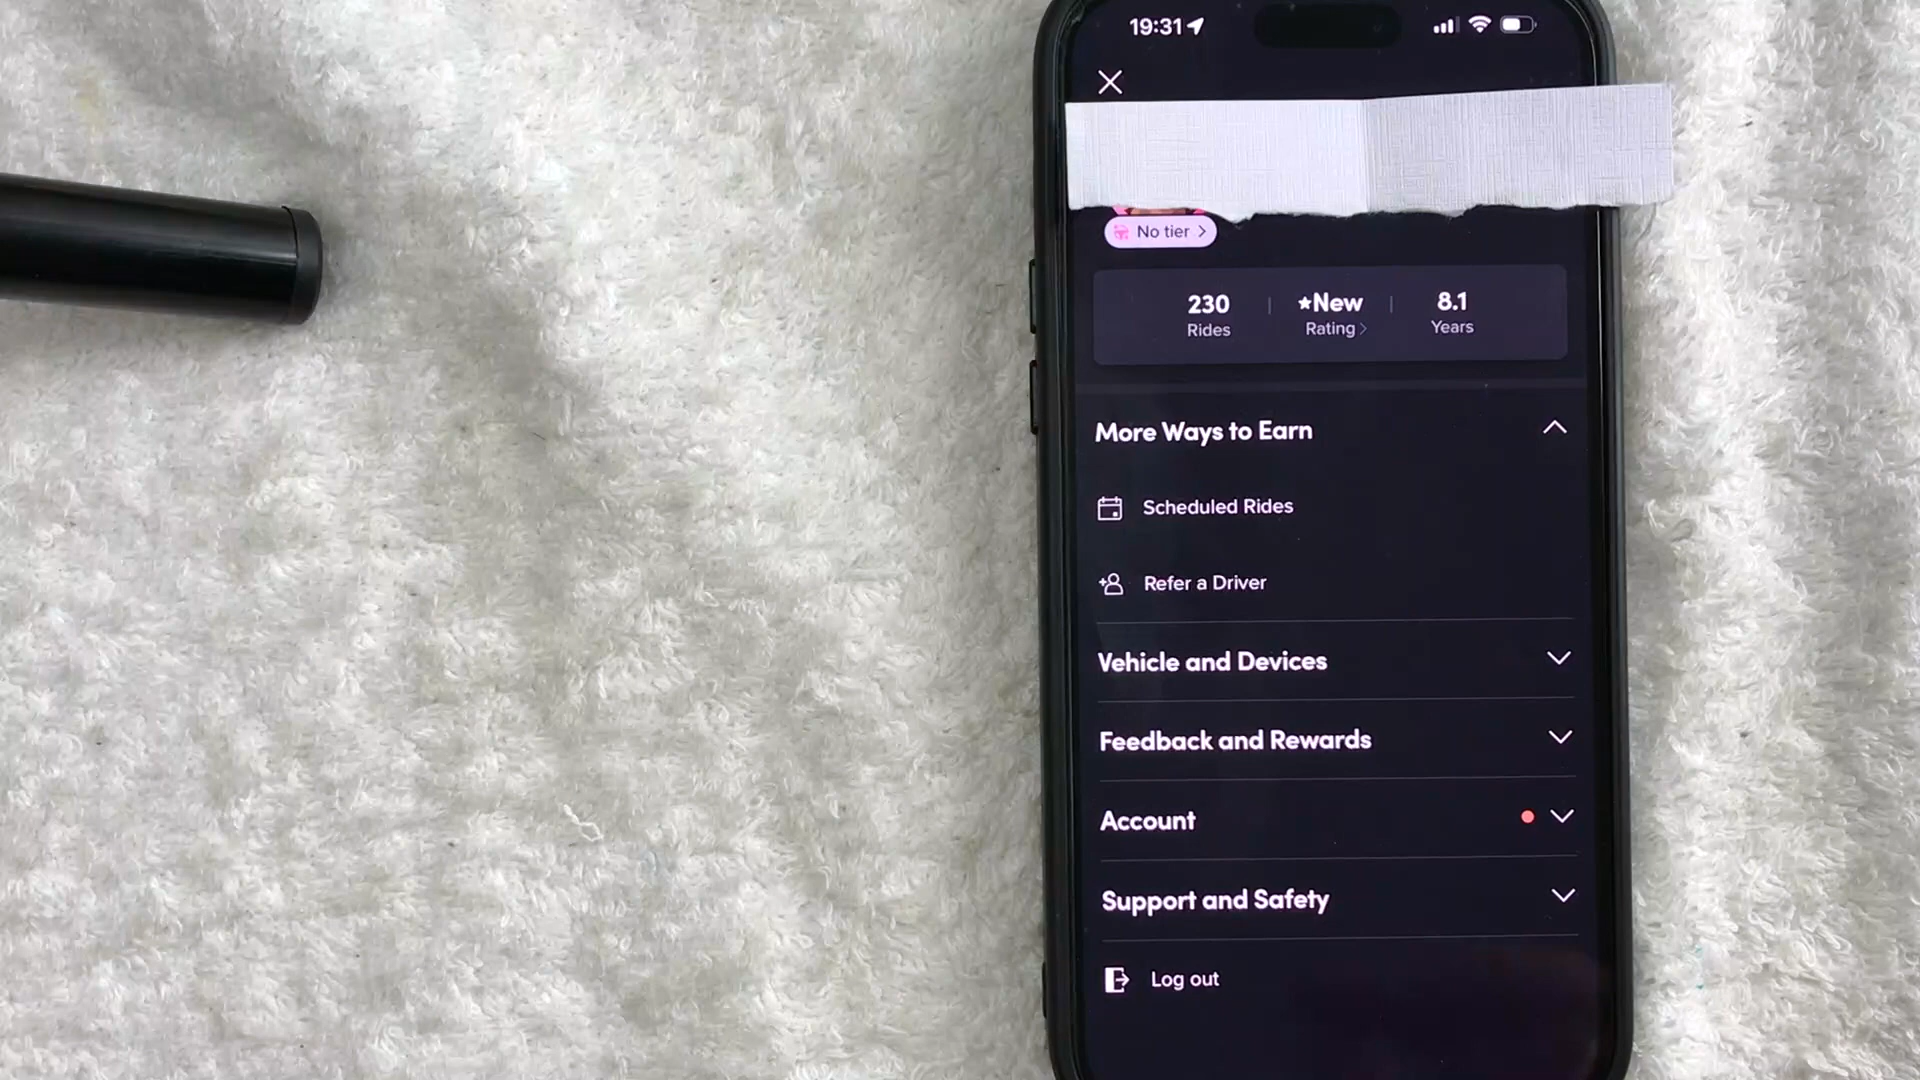 19:31
No tier
230
Rides
★New
Rating
8.1
Years
More Ways to Earn
Scheduled Rides
Refer a Driver
Vehicle and Devices
Feedback and Rewards
Account
Support and Safety
Log out